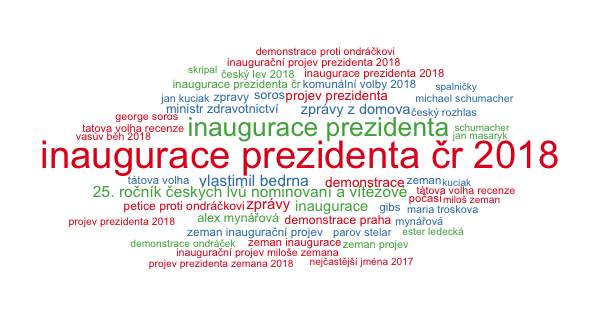 demonstrace proti ondráčkovi
inaugurační projev prezidenta 2018
skripal český lev 2018 inaugurace prezidenta 2018
inaugurace prezidenta čr komunální volby 2018 spalničky
jan kuciak zpravy soros projev prezidenta michael schumacher
ministr zdravotnictví zprávy z domova český rozhlas
george soros
tatova volha recenze inaugurace prezidenta schumacher
vasuv běh 2018 jan masaryk
inaugurace prezidenta čr 2018
tátova volha vlastimil bedrna demonstrace zeman kuciak
25. ročník českých lvů nominovaní a vítězové tátova volha recenze
počasí miloš zeman
petice proti ondráčkovi zprávy inaugurace gibs maria troskova
projev prezidenta 2018 alex mynářová demonstrace praha mynářová
zeman inaugurační projev parov stelar ester ledecká
demonstrace ondráček zeman inaugurace zeman projev
inaugurační projev miloše zemana
projev prezidenta zemana 2018 nejčastější jména 2017